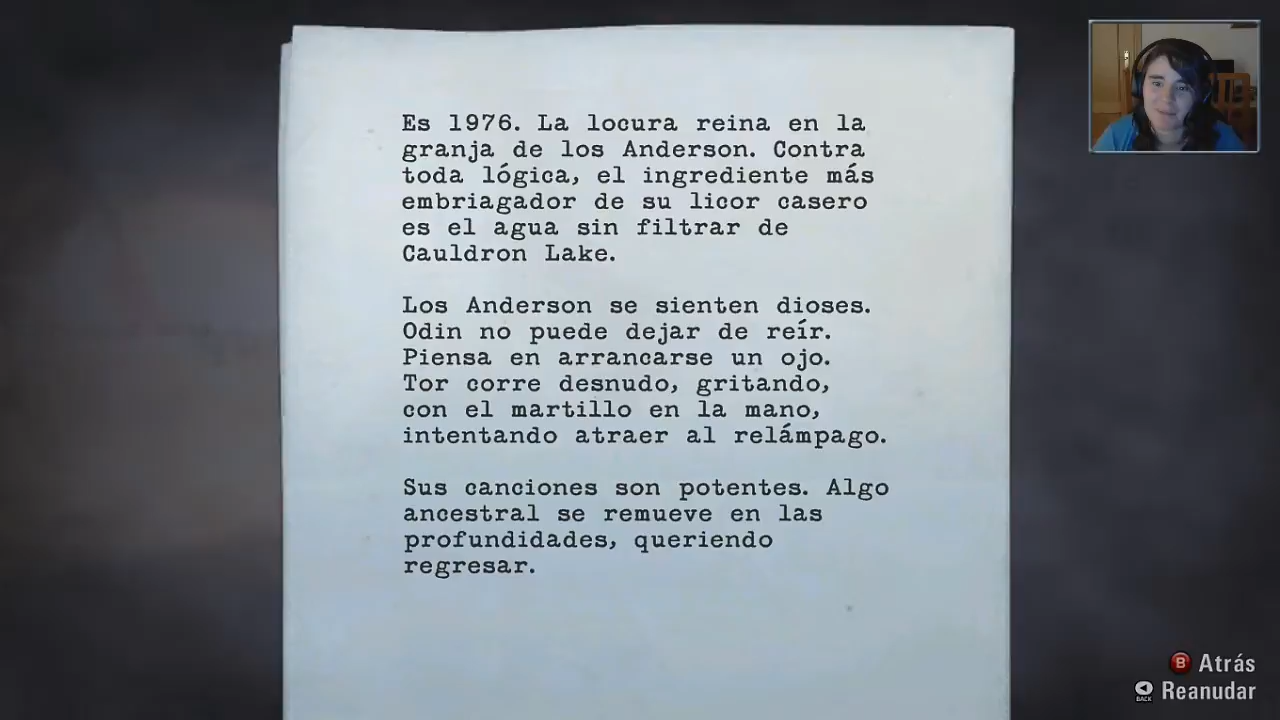 Es 1976. La locura reina en la
granja de los Anderson. Contra
toda lógica, el ingrediente más
embriagador de su licor casero
es el agua sin filtrar de
Cauldron Lake.
Los Anderson se sienten dioses.
Odin no puede dejar de reír.
Piensa en arrancarse un ojo.
Tor corre desnudo, gritando,
con el martillo en la mano,
intentando atraer al relámpago.
Sus canciones son potentes. Algo
ancestral se remueve en las
profundidades, queriendo
regresar.
B Atrás
BACK Reanudar